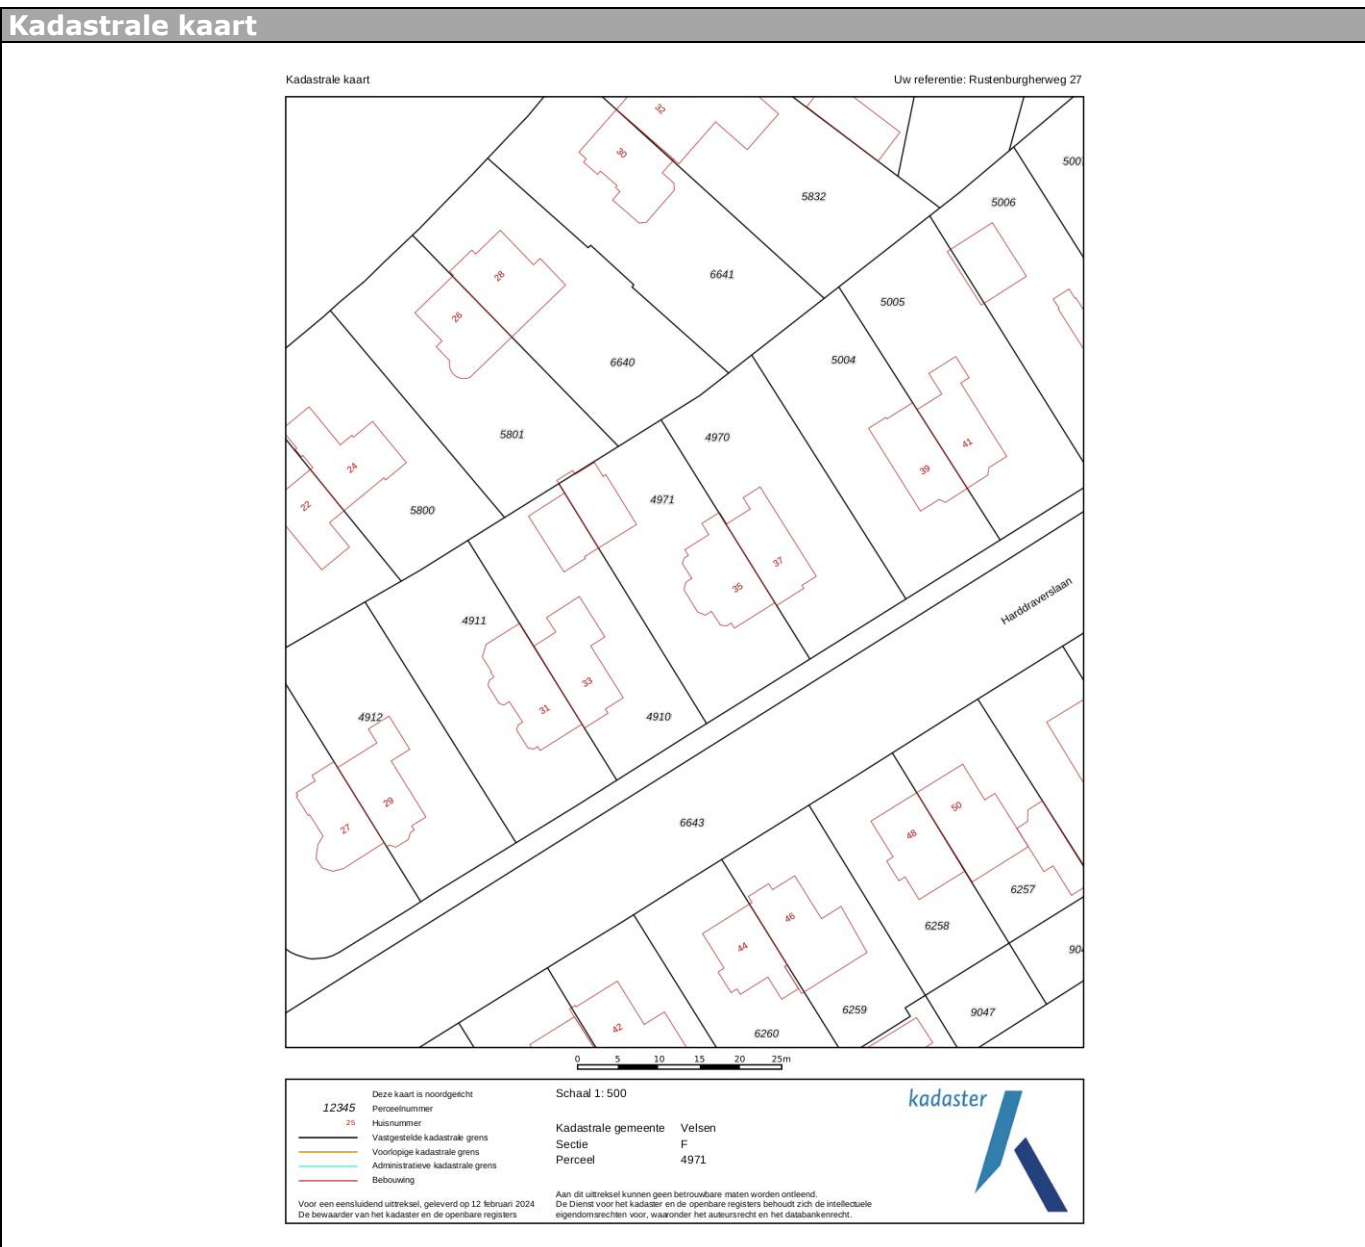 Kadastrale kaart
Kadastrale kaart
Uw referentie: Rustenburgherweg 27
32
30
5832
5006
500
28
26
6641
5005
6640
5004
5801
4970
41
39
24
22
5800
4971
37
35
Harddraverslaan
4911
33
31
4910
4912
29
27
6643
50
48
6257
46
44
6258
904
42
6259
9047
6260
0 5 10 15 20 25m
Deze kaart is noordgericht
12345 Perceelnummer
25 Huisnummer
Vastgestelde kadastrale grens
Voorlopige kadastrale grens
Administratieve kadastrale grens
Bebouwing
Voor een eensluidend uittreksel, geleverd op 12 februari 2024
De bewaarder van het kadaster en de openbare registers
Schaal 1: 500
Kadastrale gemeente Velsen
Sectie F
Perceel 4971
Aan dit uittreksel kunnen geen betrouwbare maten worden ontleend.
De Dienst voor het kadaster en de openbare registers behoudt zich de intellectuele
eigendomsrechten voor, waaronder het auteursrecht en het databankenrecht.
kadaster